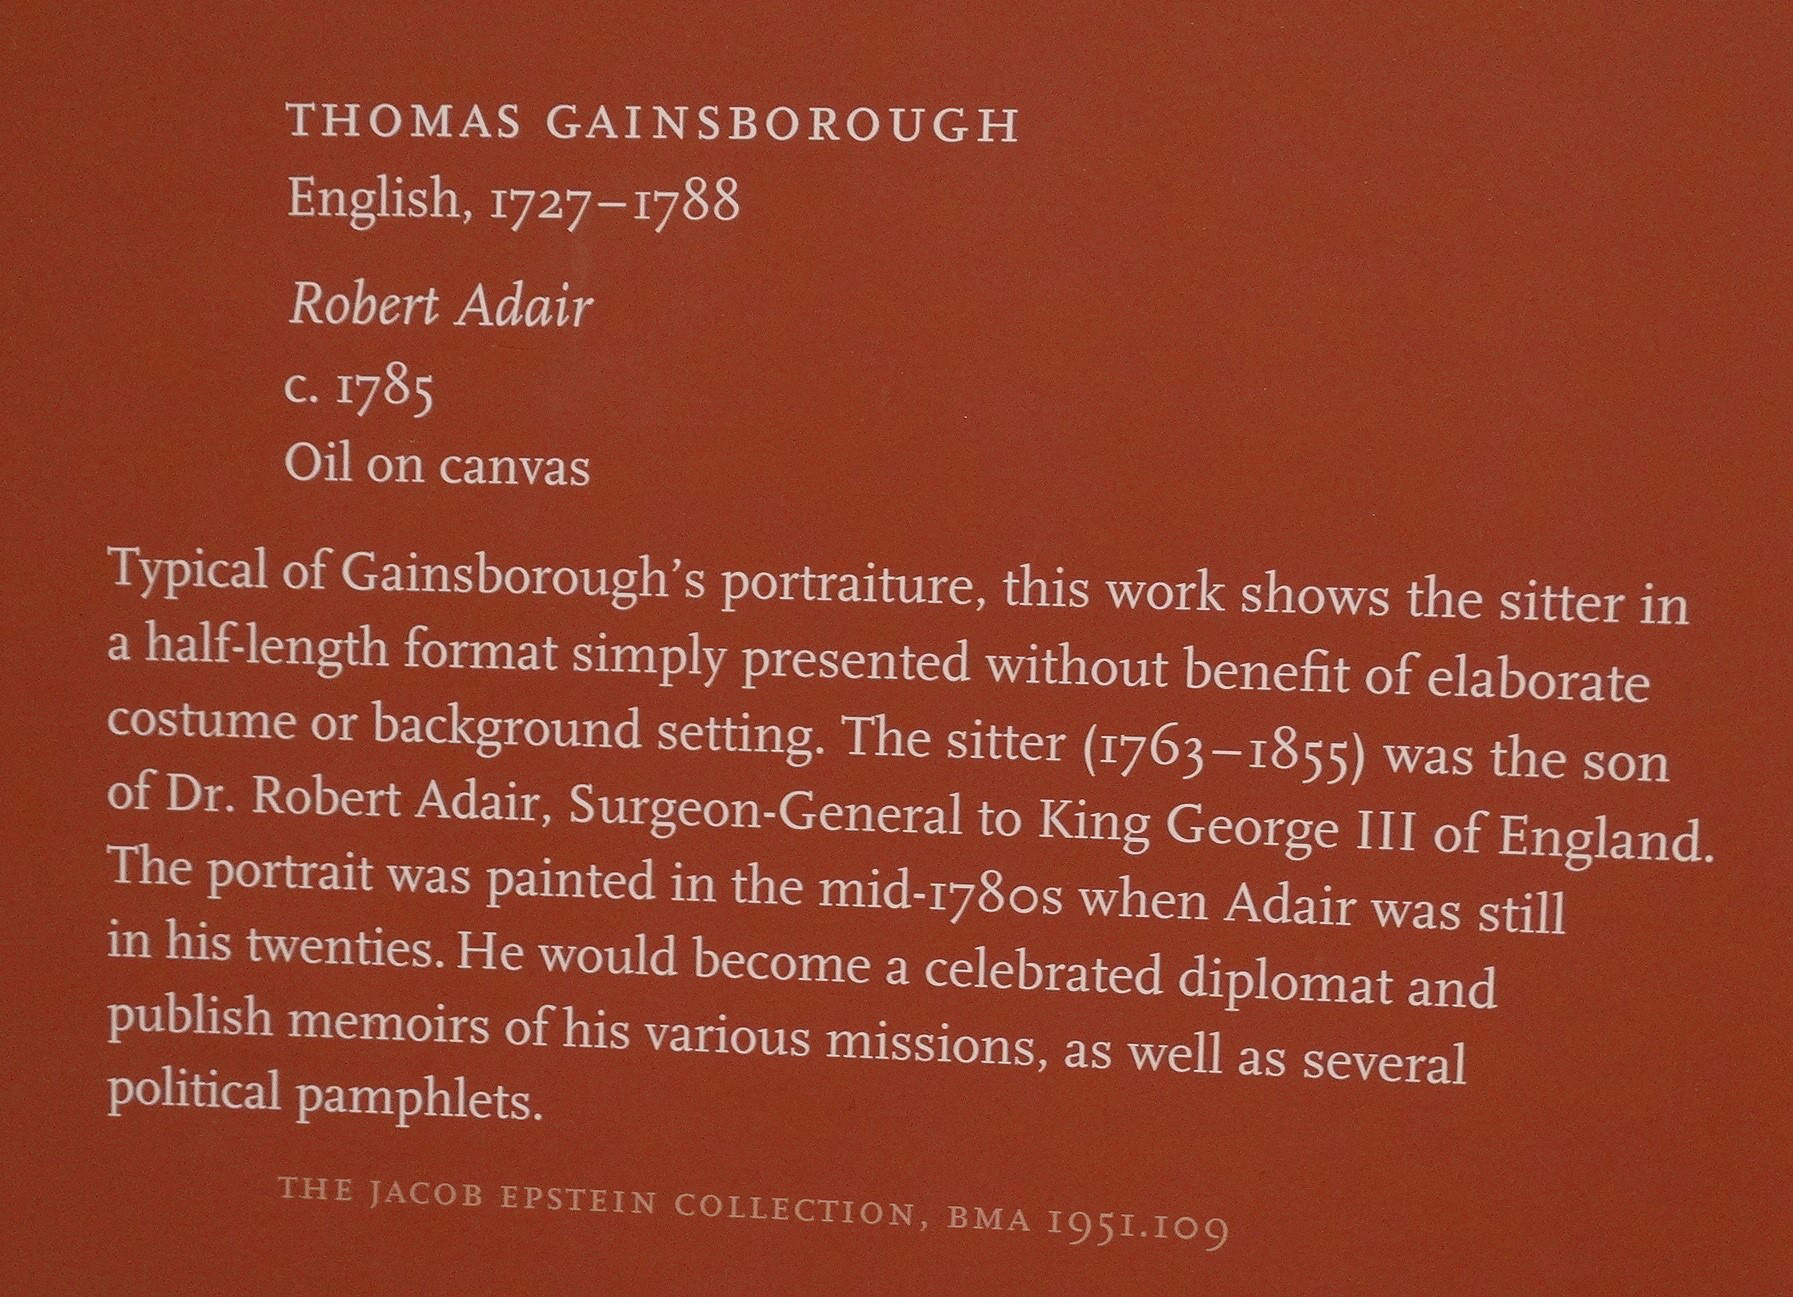 THOMAS GAINSBOROUGH
English, 1727–1788
Robert Adair
c. 1785
Oil on canvas
Typical of Gainsborough’s portraiture, this work shows the sitter in
a half-length format simply presented without benefit of elaborate
costume or background setting. The sitter (1763–1855) was the son
of Dr. Robert Adair, Surgeon-General to King George III of England.
The portrait was painted in the mid-1780s when Adair was still
in his twenties. He would become a celebrated diplomat and
publish memoirs of his various missions, as well as several
political pamphlets.
THE JACOB EPSTEIN COLLECTION, BMA 1951.109